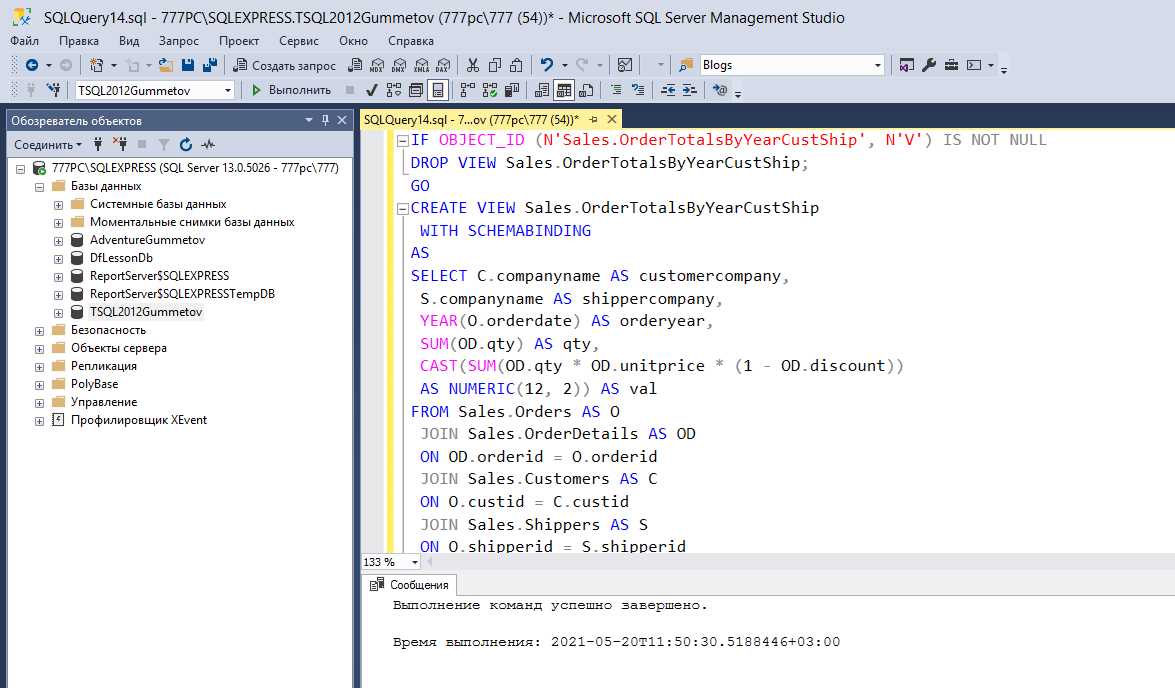 SQLQuery14.sql - 777PC\SQLEXPRESS.TSQL2012Gummetov (777pc\777 (54))* - Microsoft SQL Server Management Studio
Файл Правка Вид Запрос Проект Сервис Окно Справка
Создать запрос MDX DMX XMLA DAX Blogs
TSQL2012Gummetov Выполнить
Обозреватель объектов
Соединить
777PC\SQLEXPRESS (SQL Server 13.0.5026 - 777pc\777)
Базы данных
Системные базы данных
Моментальные снимки базы данных
AdventureGummetov
DfLessonDb
ReportServer$SQLEXPRESS
ReportServer$SQLEXPRESSTempDB
TSQL2012Gummetov
Безопасность
Объекты сервера
Репликация
PolyBase
Управление
Профилировщик XEvent
SQLQuery14.sql - 7...ov (777pc\777 (54))*
IF OBJECT_ID (N'Sales.OrderTotalsByYearCustShip', N'V') IS NOT NULL
DROP VIEW Sales.OrderTotalsByYearCustShip;
GO
CREATE VIEW Sales.OrderTotalsByYearCustShip
WITH SCHEMABINDING
AS
SELECT C.companyname AS customercompany,
S.companyname AS shippercompany,
YEAR(O.orderdate) AS orderyear,
SUM(OD.qty) AS qty,
CAST(SUM(OD.qty * OD.unitprice * (1 - OD.discount))
AS NUMERIC(12, 2)) AS val
FROM Sales.Orders AS O
JOIN Sales.OrderDetails AS OD
ON OD.orderid = O.orderid
JOIN Sales.Customers AS C
ON O.custid = C.custid
JOIN Sales.Shippers AS S
ON O.shipperid = S.shipperid
133 %
Сообщения
Выполнение команд успешно завершено.
Время выполнения: 2021-05-20T11:50:30.5188446+03:00